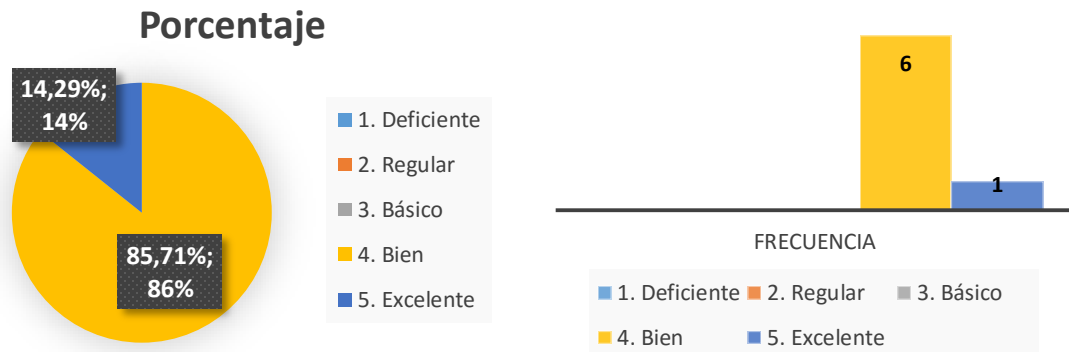 Porcentaje
14,29%;
14%
85,71%;
86%
1. Deficiente
2. Regular
3. Básico
4. Bien
5. Excelente
6
1
FRECUENCIA
1. Deficiente 2. Regular 3. Básico
4. Bien 5. Excelente